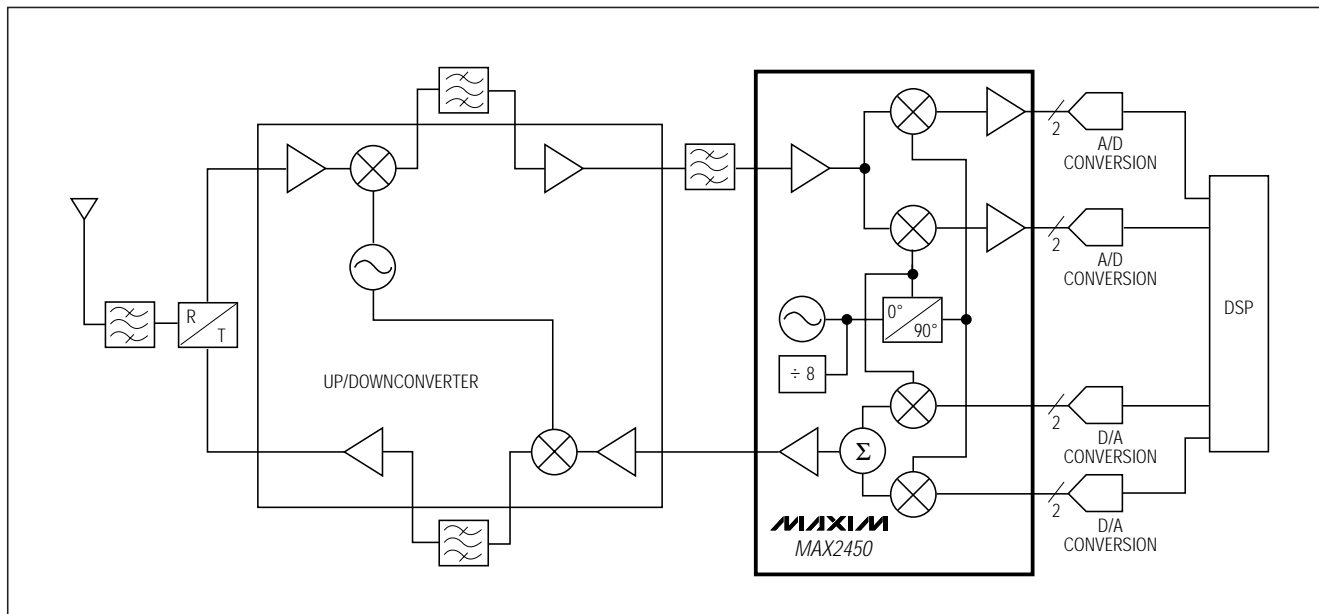 R
T
UP/DOWNCONVERTER
0°
90°
÷ 8
Σ
MAXIM
MAX2450
2
A/D
CONVERSION
2
A/D
CONVERSION
2
D/A
CONVERSION
2
D/A
CONVERSION
DSP